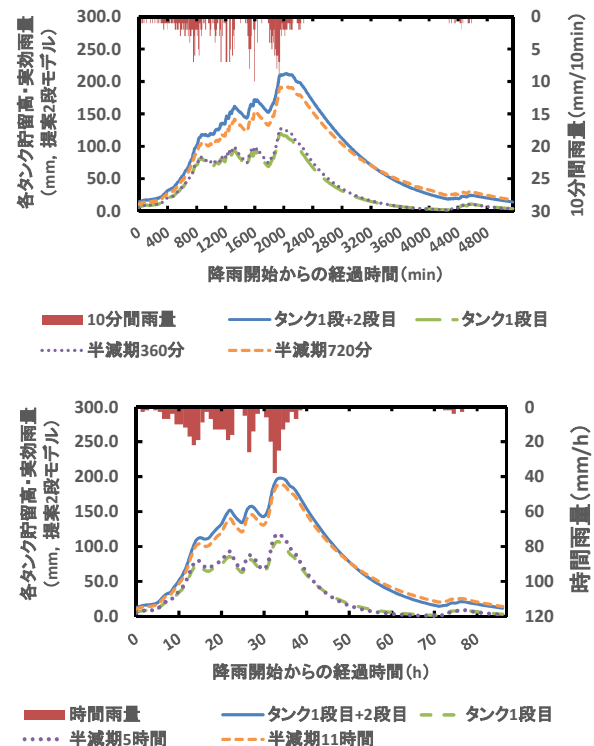 各タンク貯留高・実効雨量
(mm, 提案2段モデル)
300.0
250.0
200.0
150.0
100.0
50.0
0.0
0
5
10
15
20
25
30
10分間雨量(mm/10min)
0
400
800
1200
1600
2000
2400
2800
3200
3600
4000
4400
4800
降雨開始からの経過時間(min)
10分間雨量
タンク1段+2段目
タンク1段目
半減期360分
半減期720分
各タンク貯留高・実効雨量
(mm, 提案2段モデル)
300.0
250.0
200.0
150.0
100.0
50.0
0.0
0
20
40
60
80
100
120
時間雨量(mm/h)
0
10
20
30
40
50
60
70
80
降雨開始からの経過時間(h)
時間雨量
タンク1段目+2段目
タンク1段目
半減期5時間
半減期11時間